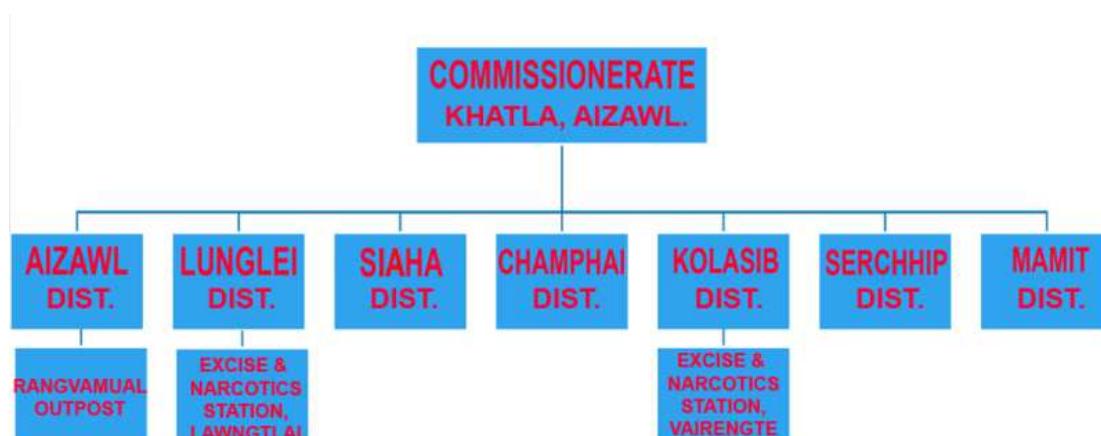 COMMISSIONERATE
KHATLA, AIZAWL.
AIZAWL
DIST.
LUNGLEI
DIST.
SIAHA
DIST.
CHAMPHAI
DIST.
KOLASIB
DIST.
SERCHHIP
DIST.
MAMIT
DIST.
RANGVAMUAL
OUTPOST
EXCISE &
NARCOTICS
STATION,
LAWNGTLAI
EXCISE &
NARCOTICS
STATION,
VAIRENGTE